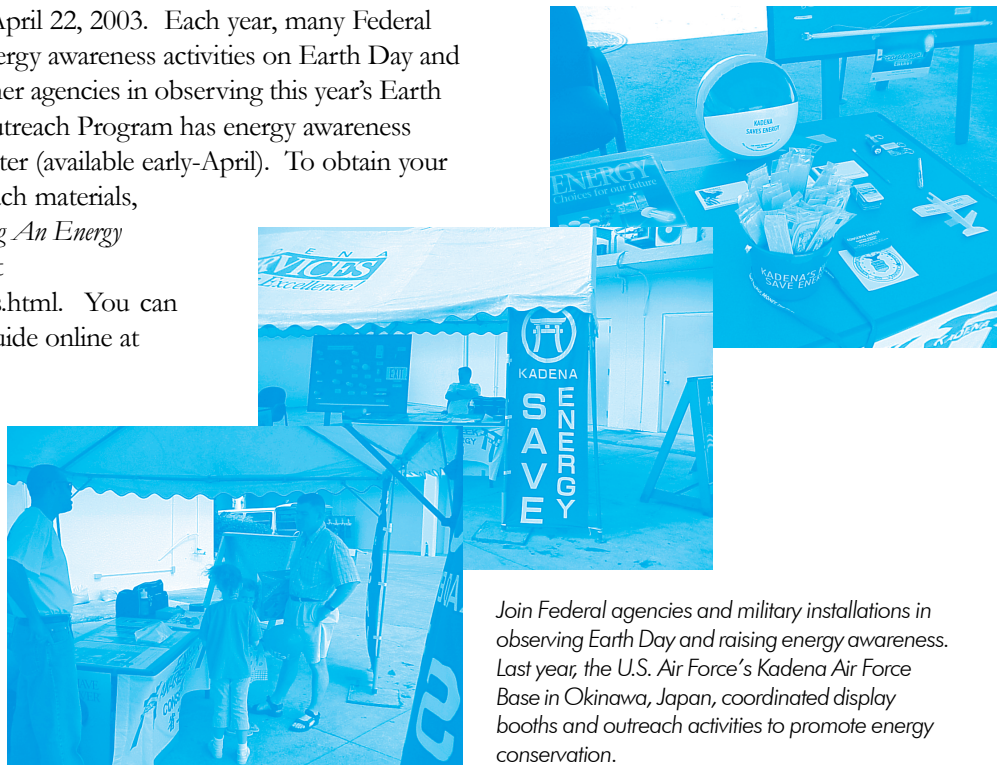 April 22, 2003. Each year, many Federal
ergy awareness activities on Earth Day and
her agencies in observing this year's Earth
utreach Program has energy awareness
ter (available early-April). To obtain your
ch materials,
g An Energy
t
s.html. You can
uide online at
ENERGY
Choices for our future
KADENA
SAVES ENERGY
KADENA'S
SAVE ENERGY
KADENA
SERVICES
Excellence!
EXIT
KADENA
SAVE
ENERGY
Join Federal agencies and military installations in
observing Earth Day and raising energy awareness.
Last year, the U.S. Air Force's Kadena Air Force
Base in Okinawa, Japan, coordinated display
booths and outreach activities to promote energy
conservation.